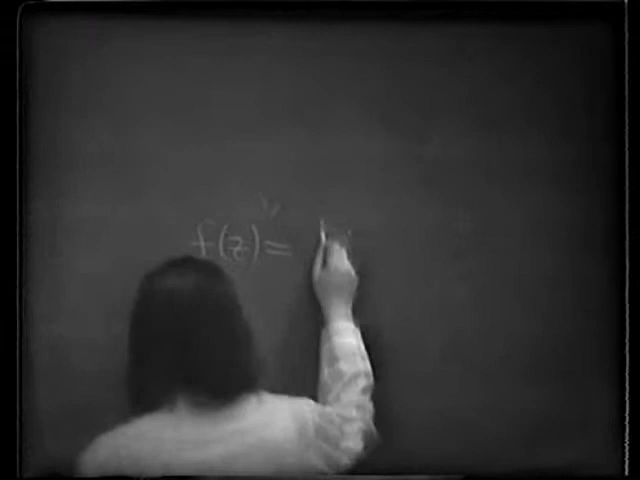 f(z) =